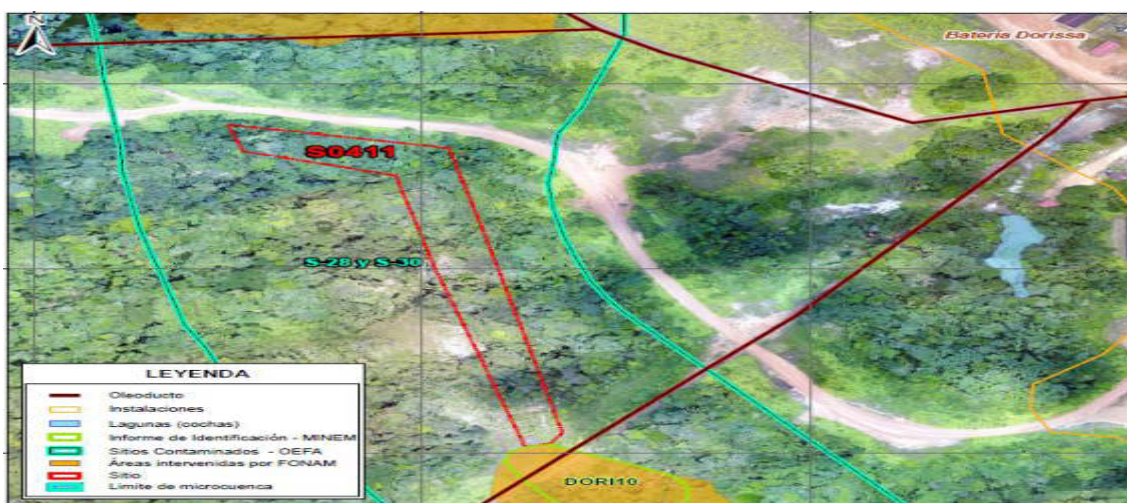 N
Batería Dorissa
S0411
S-28 y S-30
LEYENDA
Oleoducto
Instalaciones
Lagunas (cochas)
Informe de Identificación - MINEM
Sitios Contaminados - OEFA
Áreas intervenidas por FONAM
Sitio
Límite de microcuenca
DORI10